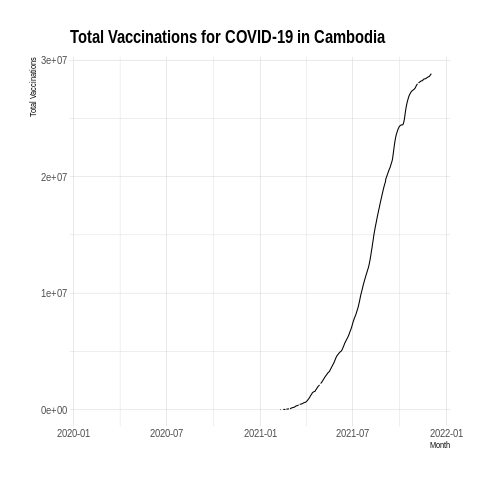 Total Vaccinations for COVID-19 in Cambodia
Total Vaccinations
3e+07
2e+07
1e+07
0e+00
2020-01 2020-07 2021-01 2021-07 2022-01
Month